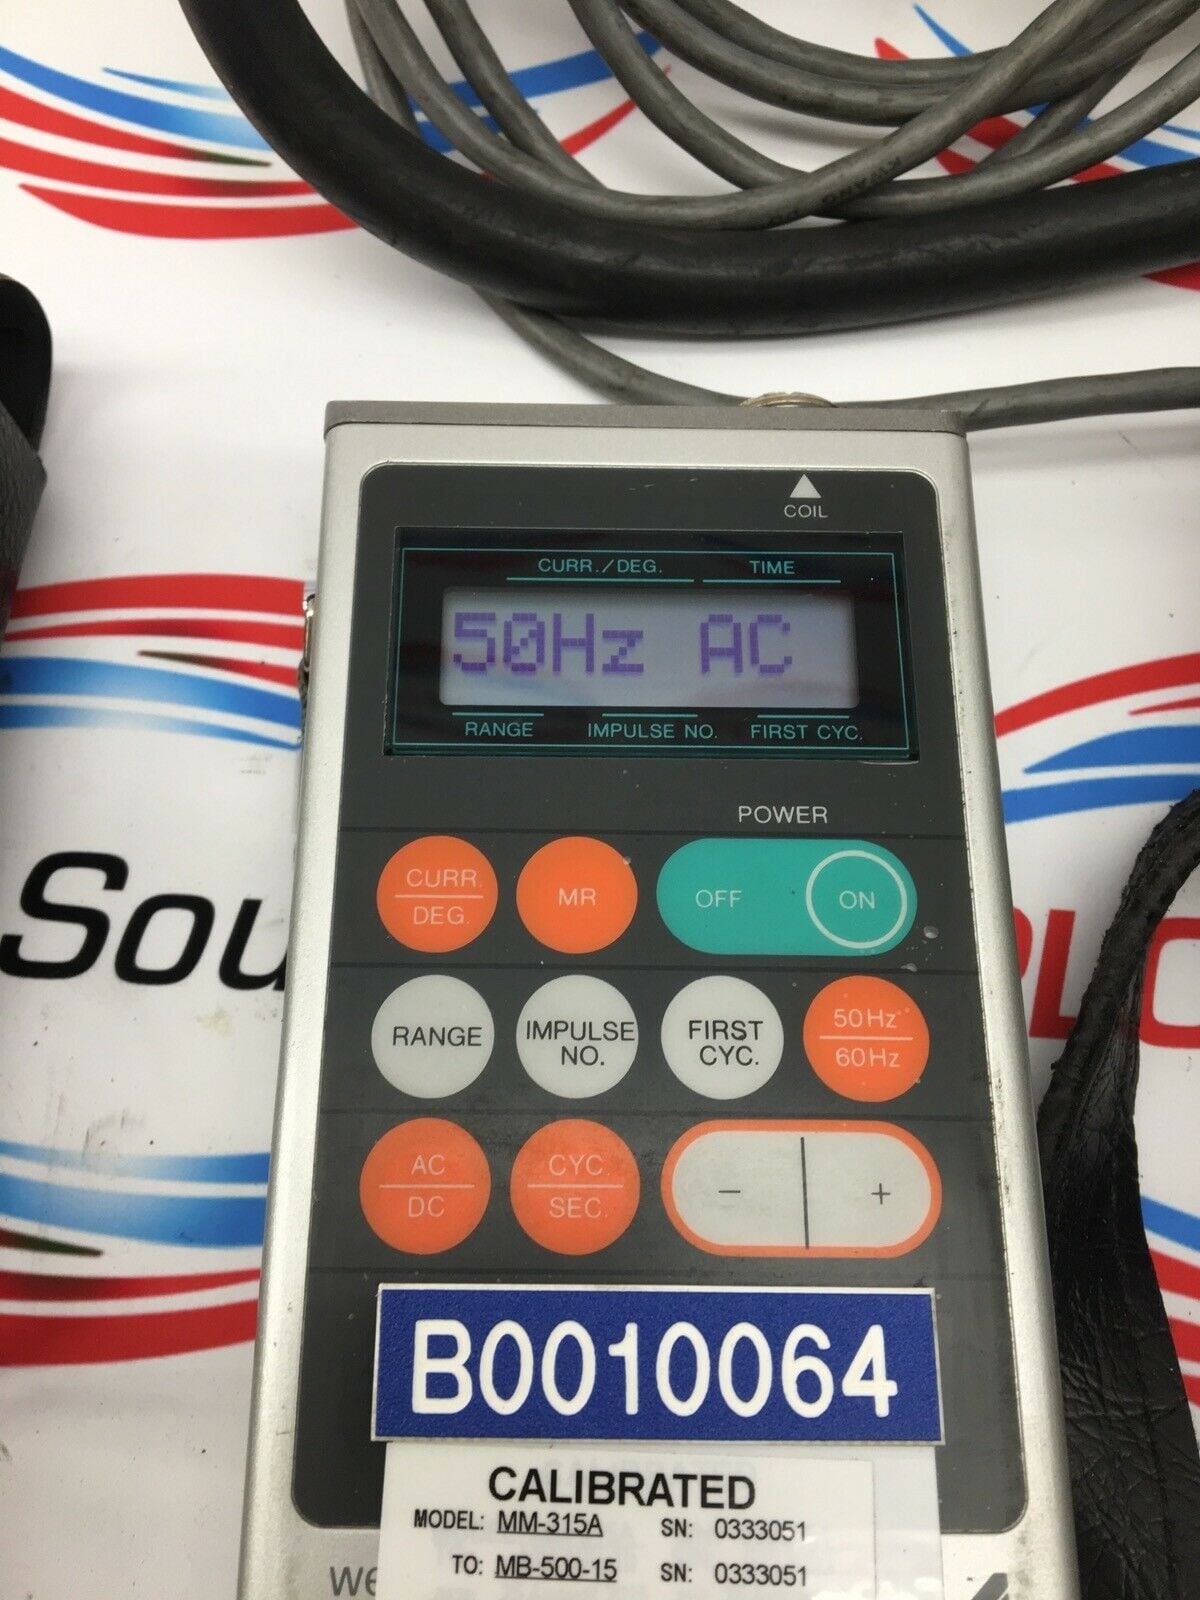 COIL
CURR./DEG. TIME
50Hz AC
RANGE IMPULSE NO. FIRST CYC.
POWER
CURR.
DEG.
MR
OFF ON
RANGE
IMPULSE
NO.
FIRST
CYC.
50Hz
60Hz
AC
DC
CYC.
SEC.
- +
B0010064
CALIBRATED
MODEL: MM-315A SN: 0333051
TO: MB-500-15 SN: 0333051